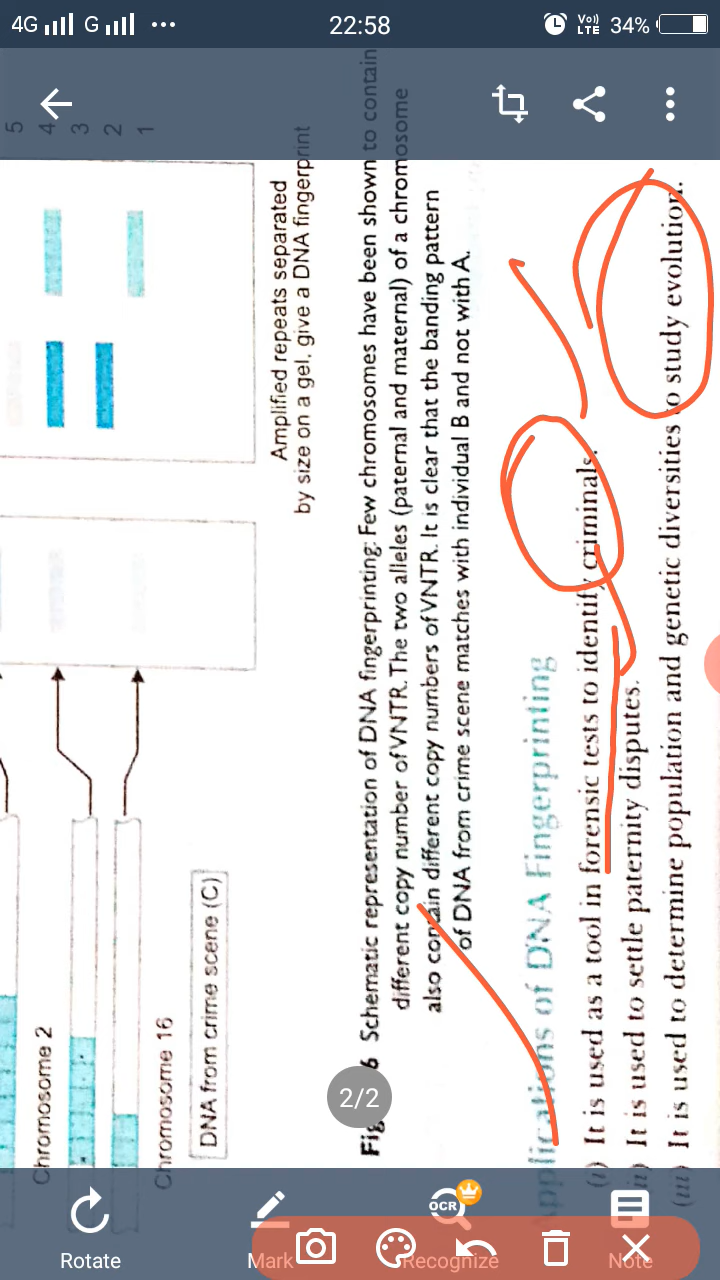 4G G ... 22:58 Vo)) LTE 34%
5
4
3
2
1
Amplified repeats separated
by size on a gel, give a DNA fingerprint
Chromosome 2
Chromosome 16
DNA from crime scene (C)
6 Schematic representation of DNA fingerprinting: Few chromosomes have been shown to contain
different copy number of VNTR. The two alleles (paternal and maternal) of a chromosome
also contain different copy numbers of VNTR. It is clear that the banding pattern
of DNA from crime scene matches with individual B and not with A.
Applications of DNA Fingerprinting
(i) It is used as a tool in forensic tests to identify criminals.
(ii) It is used to settle paternity disputes.
(iii) It is used to determine population and genetic diversities to study evolution.
2/2
Rotate
Mark
OCR
Recognize
Note